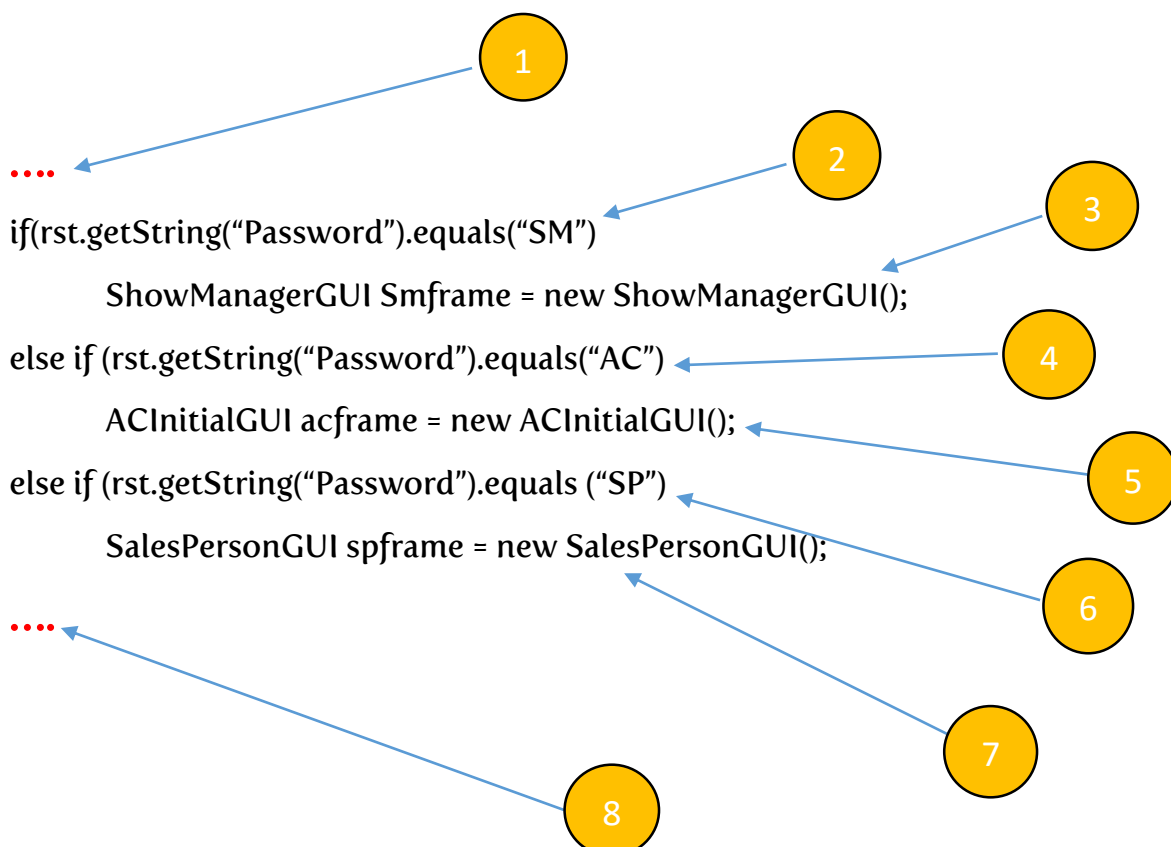 1
....
2
if(rst.getString(“Password”).equals(“SM”)
3
ShowManagerGUI Smframe = new ShowManagerGUI();
else if (rst.getString(“Password”).equals(“AC”)
4
ACInitialGUI acframe = new ACInitialGUI();
5
else if (rst.getString(“Password”).equals (“SP”)
SalesPersonGUI spframe = new SalesPersonGUI();
6
....
7
8